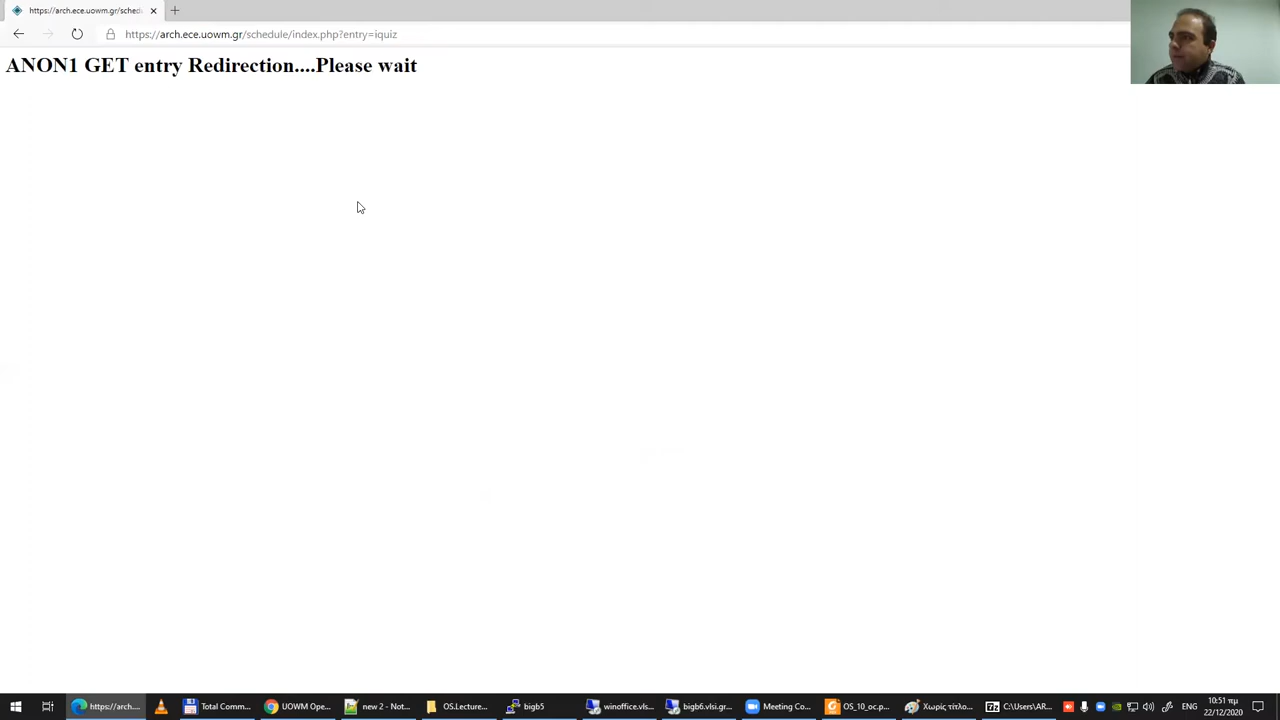 https://arch.ece.uowm.gr/sched
https://arch.ece.uowm.gr/schedule/index.php?entry=iquiz
ANON1 GET entry Redirection....Please wait
https://arch....
Total Comm...
UOWM Ope...
new 2 - Not...
OS.Lecture...
bigb5
winoffice.vls...
bigb6.vlsi.gr...
Meeting Co...
OS_10_oc.p...
Χωρίς τίτλο...
C:\Users\AR...
ENG
10:51 πμ
22/12/2020